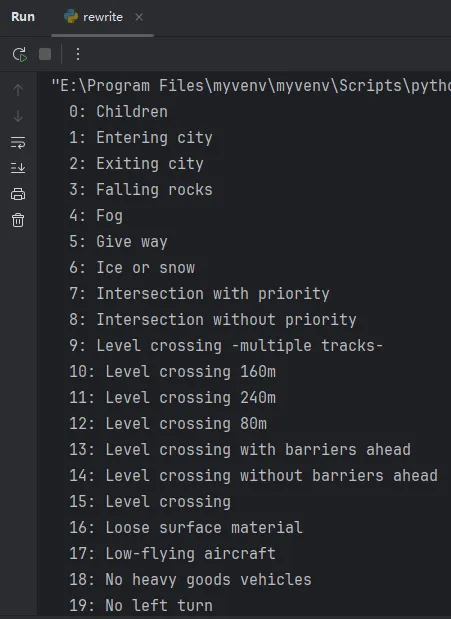 Run
rewrite
"E:\Program Files\myvenv\myvenv\Scripts\pytho
0: Children
1: Entering city
2: Exiting city
3: Falling rocks
4: Fog
5: Give way
6: Ice or snow
7: Intersection with priority
8: Intersection without priority
9: Level crossing -multiple tracks-
10: Level crossing 160m
11: Level crossing 240m
12: Level crossing 80m
13: Level crossing with barriers ahead
14: Level crossing without barriers ahead
15: Level crossing
16: Loose surface material
17: Low-flying aircraft
18: No heavy goods vehicles
19: No left turn